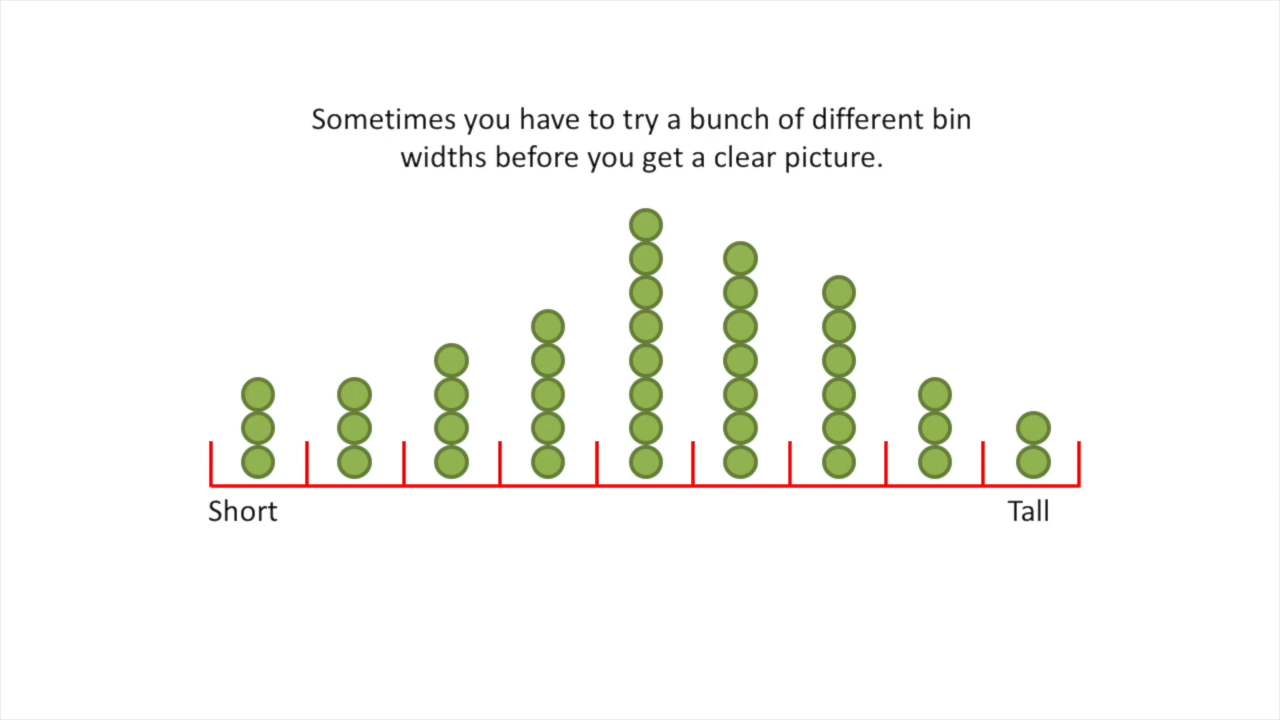 Sometimes you have to try a bunch of different bin
widths before you get a clear picture.
Short
Tall